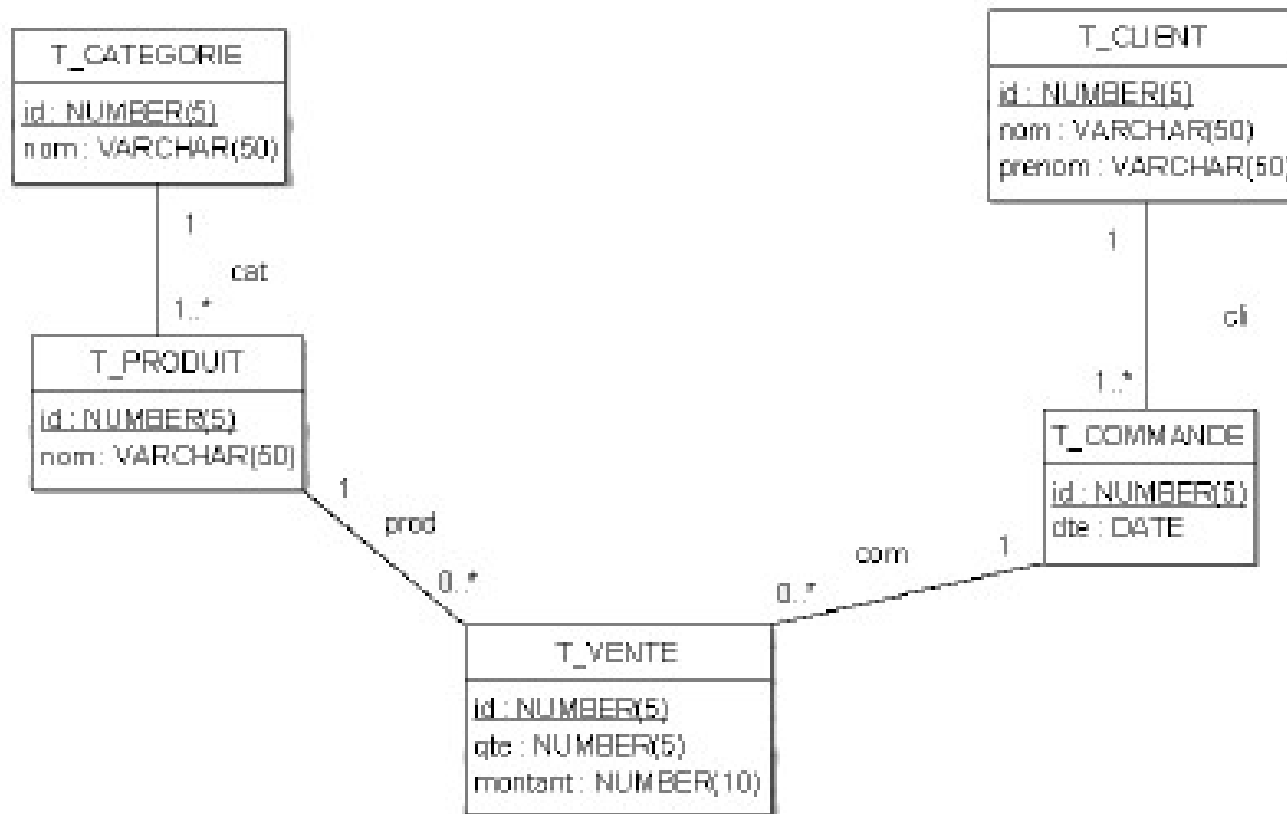 T_CATEGORIE
id : NUMBER(5)
nom : VARCHAR(50)
1
cat
1..*
T_PRODUIT
id : NUMBER(5)
nom : VARCHAR(50)
1
prod
0..*
T_CLIENT
id : NUMBER(5)
nom : VARCHAR(50)
prenom : VARCHAR(50)
1
cli
1..*
T_COMMANDE
id : NUMBER(5)
dte : DATE
1
com
0..*
T_VENTE
id : NUMBER(5)
qte : NUMBER(5)
montant : NUMBER(10)